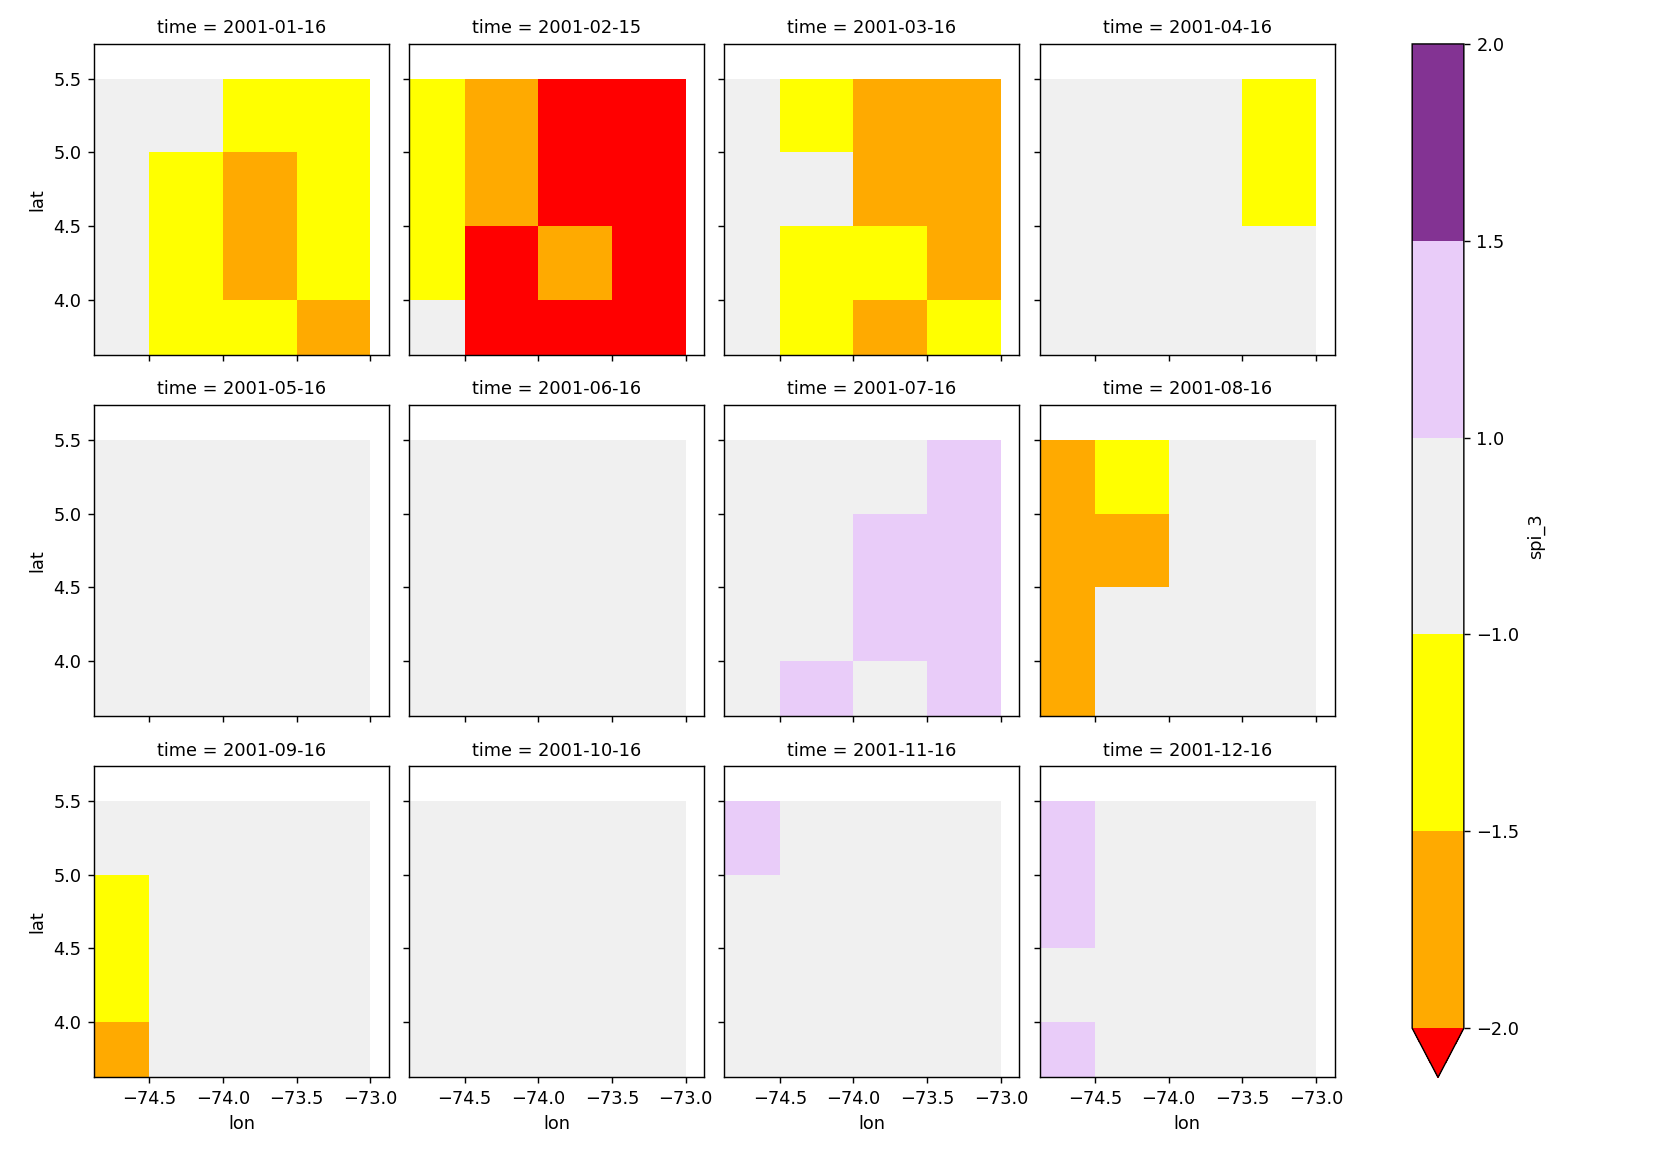 time = 2001-01-16
time = 2001-02-15
time = 2001-03-16
time = 2001-04-16
5.5
5.0
4.5
4.0
lat
time = 2001-05-16
time = 2001-06-16
time = 2001-07-16
time = 2001-08-16
5.5
5.0
4.5
4.0
lat
time = 2001-09-16
time = 2001-10-16
time = 2001-11-16
time = 2001-12-16
5.5
5.0
4.5
4.0
lat
−74.5 −74.0 −73.5 −73.0
lon
−74.5 −74.0 −73.5 −73.0
lon
−74.5 −74.0 −73.5 −73.0
lon
−74.5 −74.0 −73.5 −73.0
lon
2.0
1.5
1.0
−1.0
−1.5
−2.0
spi_3